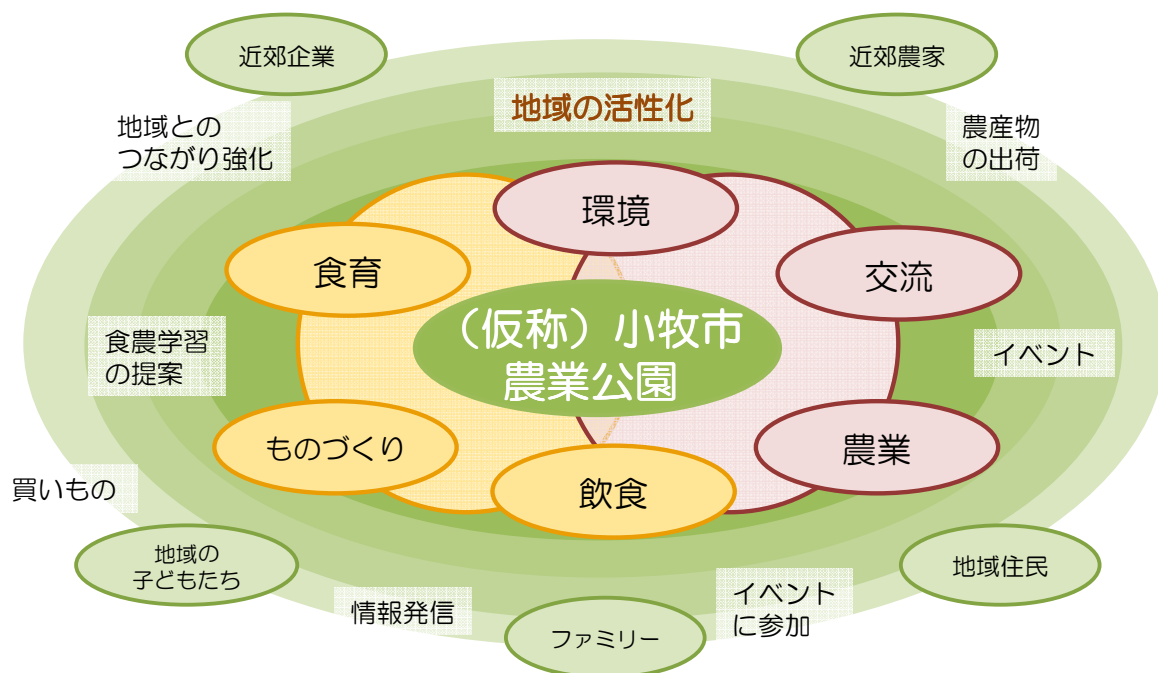 近郊企業
近郊農家
地域の活性化
地域との
つながり強化
農産物
の出荷
環境
食育
交流
（仮称）小牧市
農業公園
食農学習
の提案
イベント
ものづくり
農業
飲食
買いもの
地域の
子どもたち
地域住民
情報発信
イベント
に参加
ファミリー